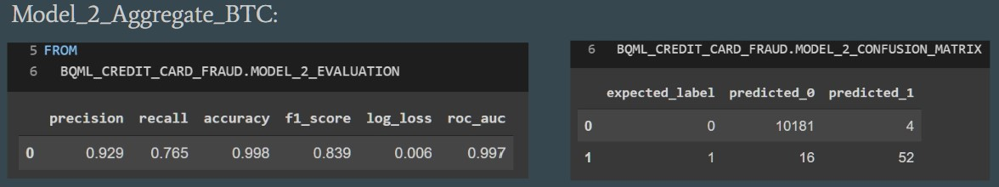 Model_2_Aggregate_BTC:
5 FROM
6 BQML_CREDIT_CARD_FRAUD.MODEL_2_EVALUATION
precision recall accuracy f1_score log_loss roc_auc
0 0.929 0.765 0.998 0.839 0.006 0.997
6 BQML_CREDIT_CARD_FRAUD.MODEL_2_CONFUSION_MATRIX
expected_label predicted_0 predicted_1
0 0 10181 4
1 1 16 52